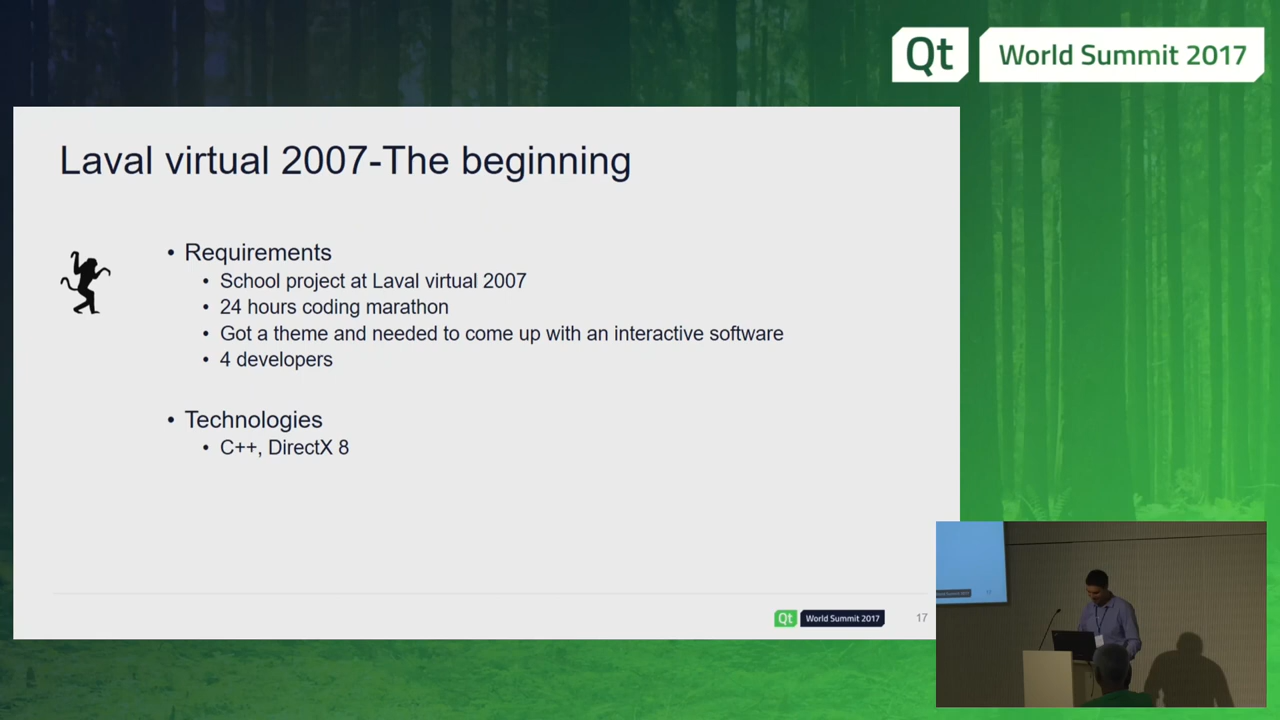 Qt World Summit 2017
Laval virtual 2007-The beginning
• Requirements
• School project at Laval virtual 2007
• 24 hours coding marathon
• Got a theme and needed to come up with an interactive software
• 4 developers
• Technologies
• C++, DirectX 8
Qt World Summit 2017
17